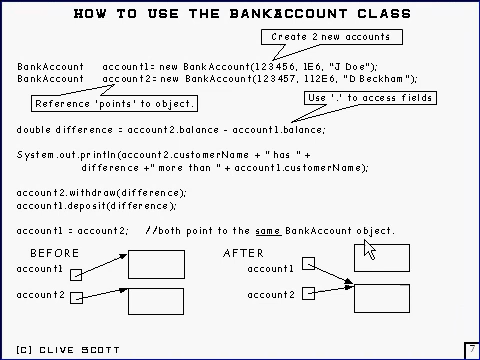 HOW TO USE THE BANKACCOUNT CLASS
Create 2 new accounts
BankAccount account1= new BankAccount(123456, 1E6, "J Doe");
BankAccount account2= new BankAccount(123457, 112E6, "D Beckham");
Reference 'points' to object.
Use '.' to access fields
double difference = account2.balance - account1.balance;
System.out.println(account2.customerName + " has " +
difference +" more than " + account1.customerName);
account2.withdraw(difference);
account1.deposit(difference);
account1 = account2; //both point to the same BankAccount object.
BEFORE
account1
account2
AFTER
account1
account2
(C) CLIVE SCOTT
7